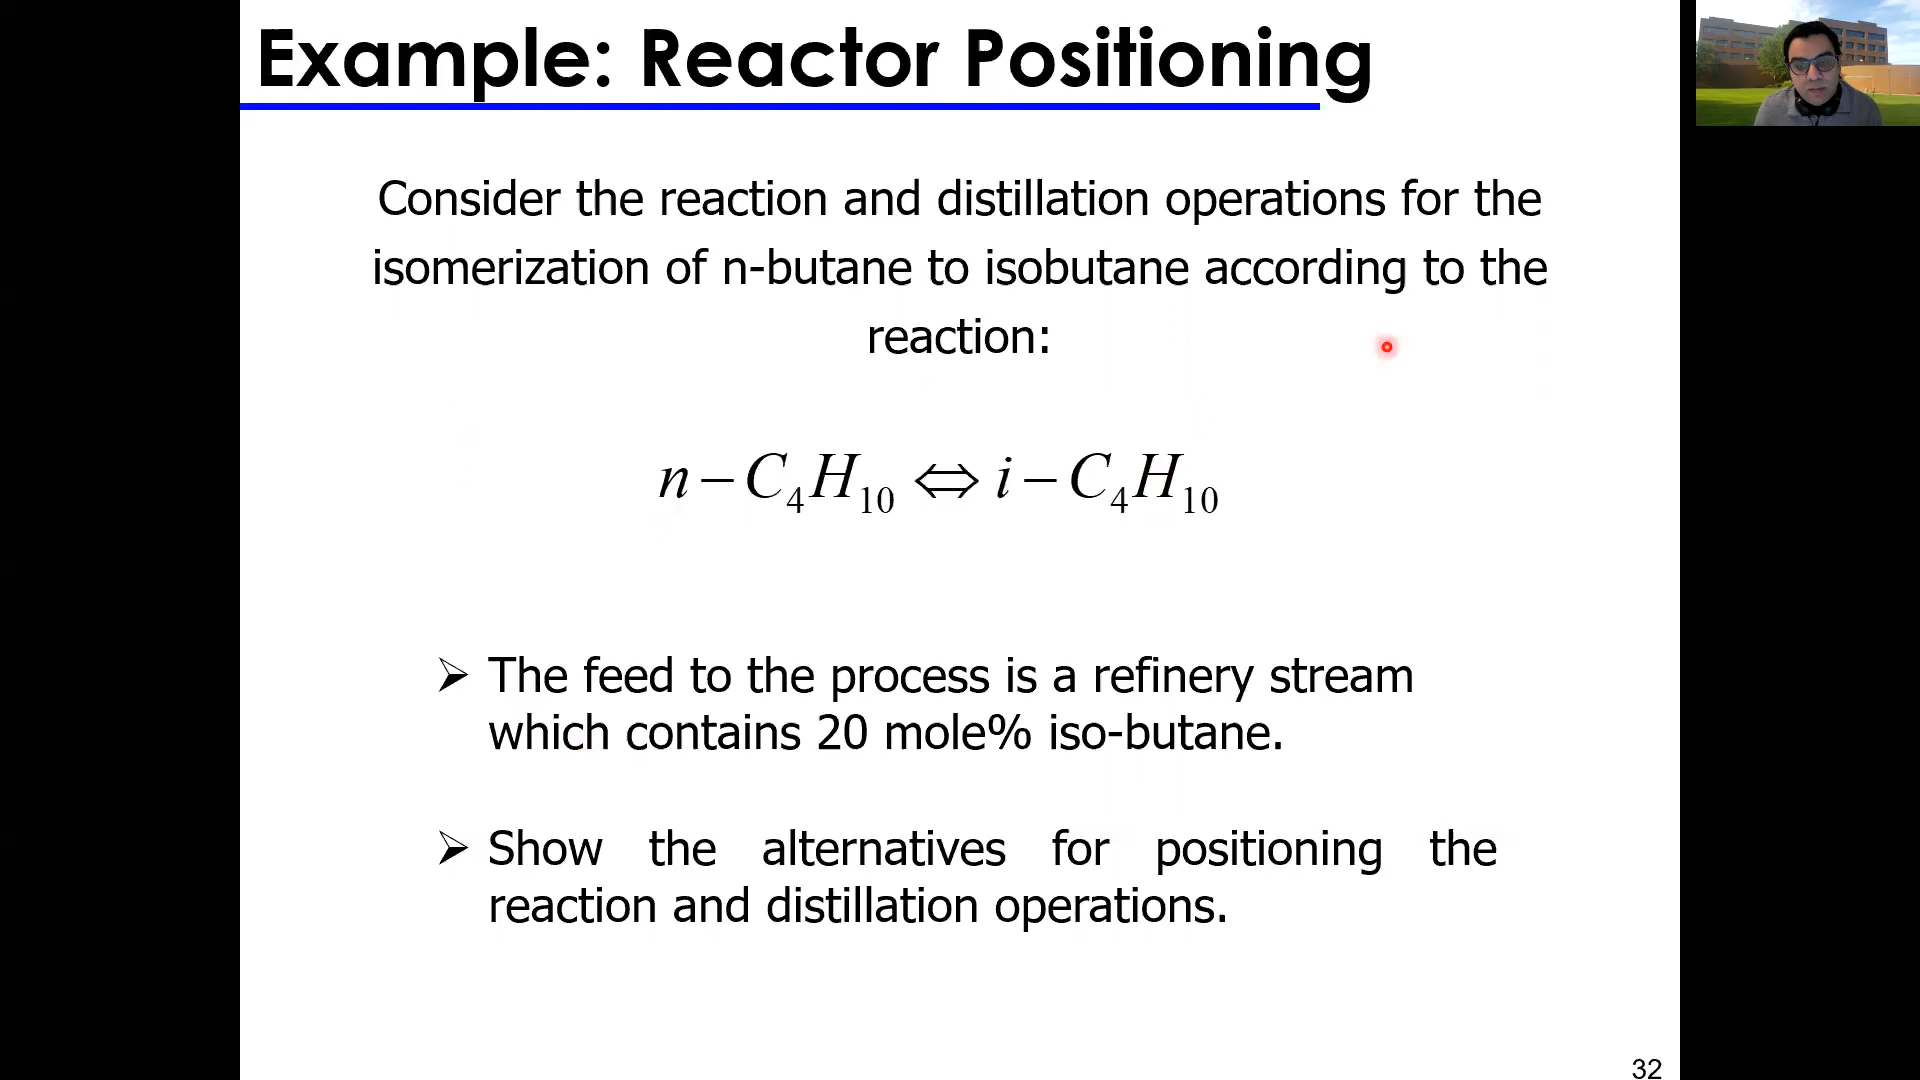 Example: Reactor Positioning
Consider the reaction and distillation operations for the
isomerization of n-butane to isobutane according to the
reaction:
n − C₄H₁₀ ⇔ i − C₄H₁₀
➢ The feed to the process is a refinery stream
which contains 20 mole% iso-butane.
➢ Show the alternatives for positioning the
reaction and distillation operations.
32